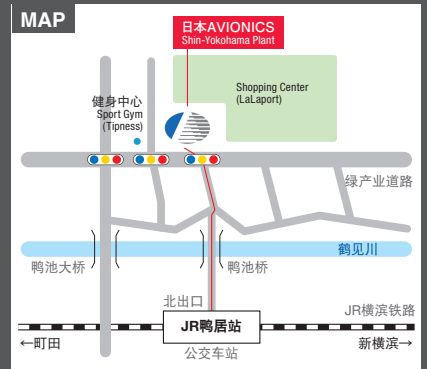 MAP
日本AVIONICS
Shin-Yokohama Plant
Shopping Center
(LaLaport)
健身中心
Sport Gym
(Tipness)
绿产业道路
鹤见川
鸭池大桥
鸭池桥
北出口
JR横滨铁路
JR鸭居站
←町田
新横滨→
公交车站